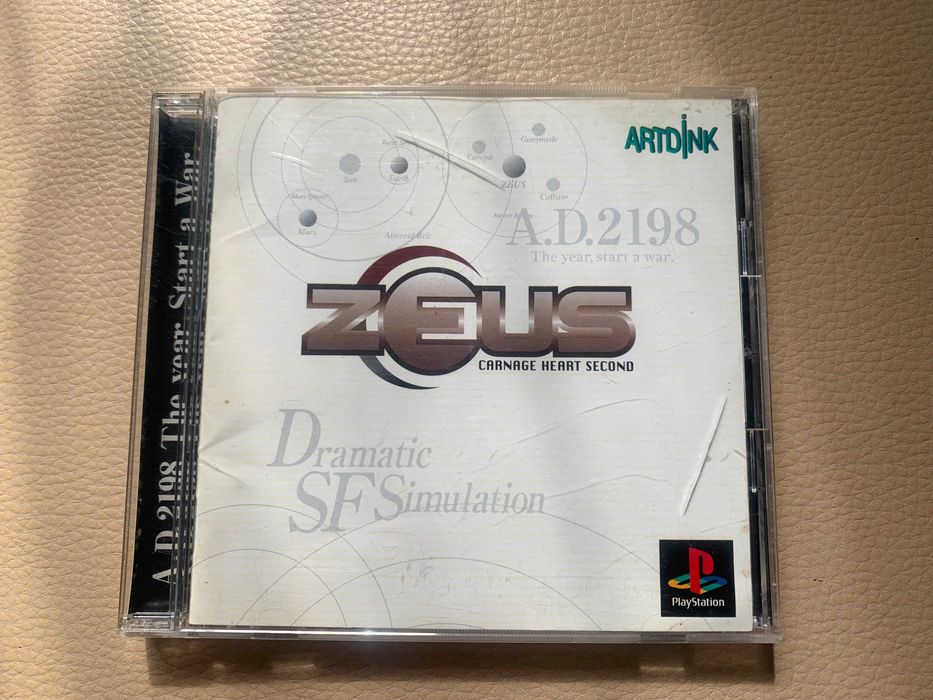 A.D.2198 The year, Start a War
ARTDINK
Ganymede
Europa
Sun
Earth
ZEUS
Callisto
Mars
Asteroid Belt
A.D.2198
The year, start a war.
ZEUS
CARNAGE HEART SECOND
Dramatic
SF Simulation
PlayStation